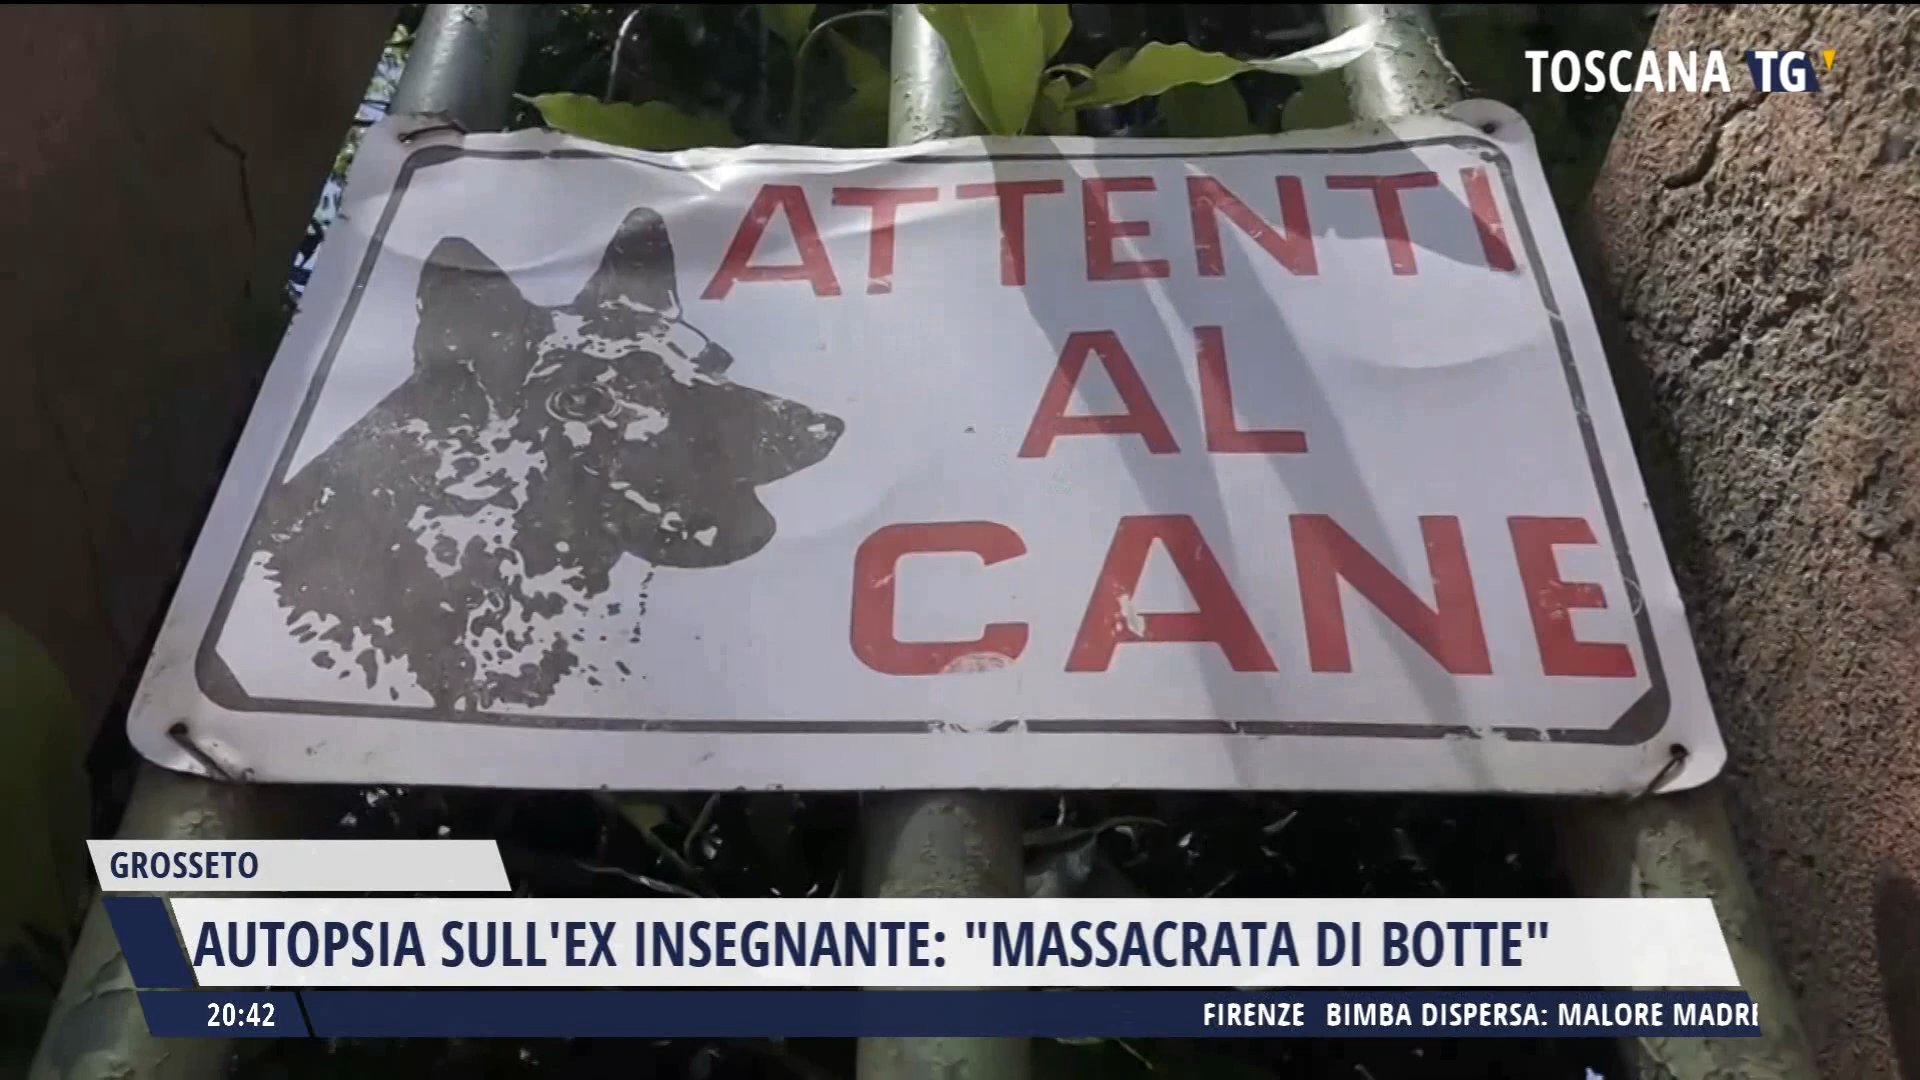 TOSCANA TG
ATTENTI
AL
CANE
GROSSETO
AUTOPSIA SULL'EX INSEGNANTE: "MASSACRATA DI BOTTE"
20:42 FIRENZE BIMBA DISPERSA: MALORE MADRE